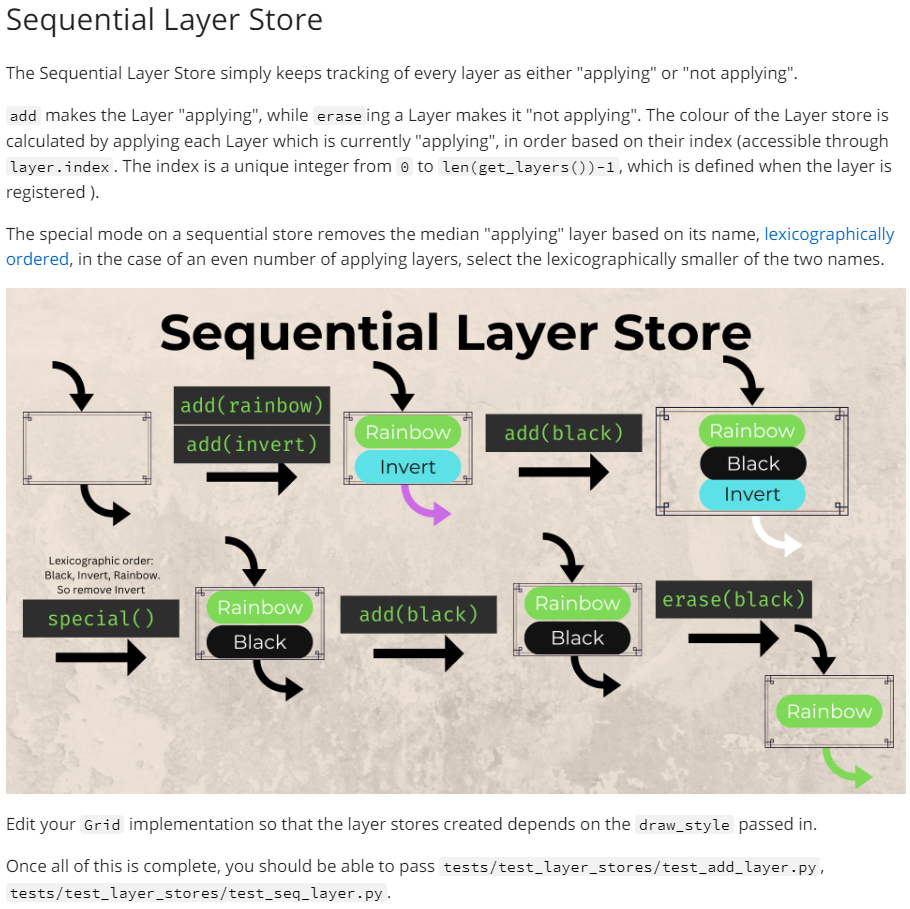 Sequential Layer Store
The Sequential Layer Store simply keeps tracking of every layer as either "applying" or "not applying".
add makes the Layer "applying", while erase ing a Layer makes it "not applying". The colour of the Layer store is
calculated by applying each Layer which is currently "applying", in order based on their index (accessible through
layer.index . The index is a unique integer from 0 to len(get_layers())-1 , which is defined when the layer is
registered ).
The special mode on a sequential store removes the median "applying" layer based on its name, lexicographically
ordered, in the case of an even number of applying layers, select the lexicographically smaller of the two names.
Sequential Layer Store
add(rainbow)
add(invert)
Rainbow
Invert
add(black)
Rainbow
Black
Invert
Lexicographic order:
Black, Invert, Rainbow.
So remove Invert
special()
Rainbow
Black
add(black)
Rainbow
Black
erase(black)
Rainbow
Edit your Grid implementation so that the layer stores created depends on the draw_style passed in.
Once all of this is complete, you should be able to pass tests/test_layer_stores/test_add_layer.py ,
tests/test_layer_stores/test_seq_layer.py .